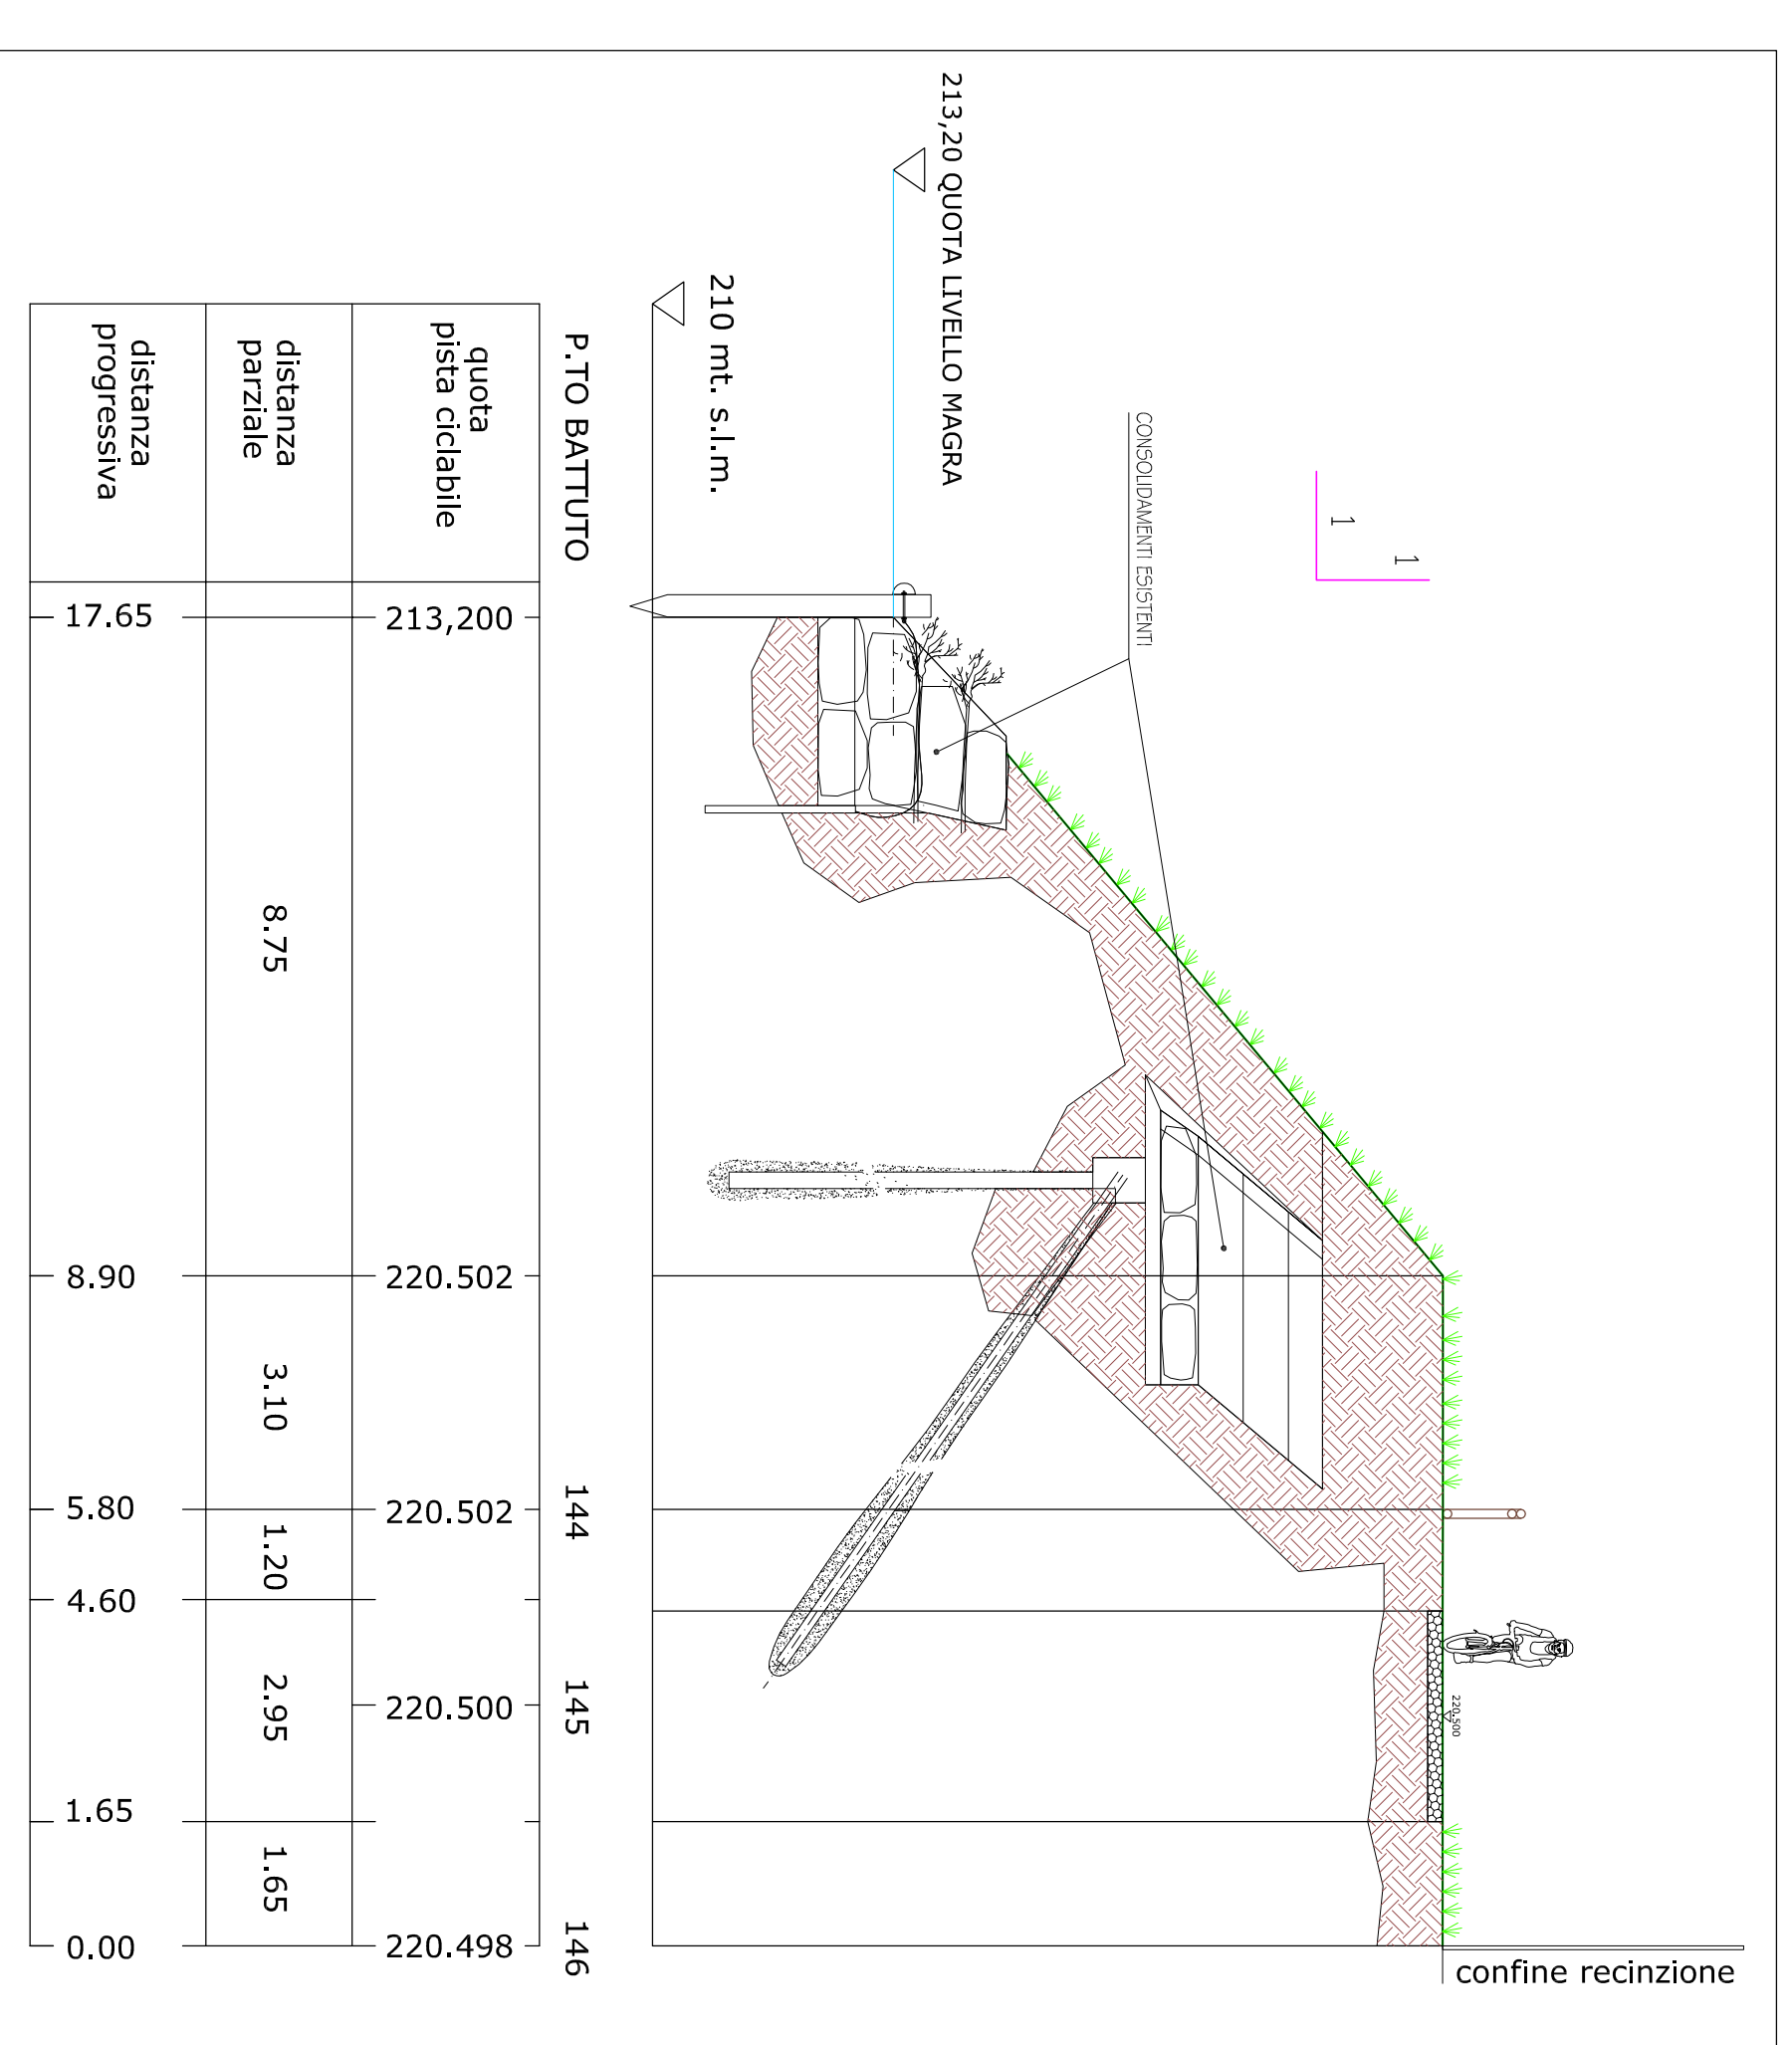 213,20 QUOTA LIVELLO MAGRA
210 mt. s.l.m.
CONSOLIDAMENTI ESISTENTI
1
1
220.500
confine recinzione
P.TO BATTUTO
144
145
146
quota
pista ciclabile
213,200
220.502
220.502
220.500
220.498
distanza
parziale
8.75
3.10
1.20
2.95
1.65
distanza
progressiva
17.65
8.90
5.80
4.60
1.65
0.00